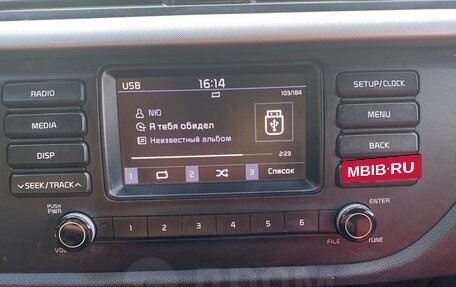 USB
16:14
103/184
NЮ
Я тебя обидел
Неизвестный альбом
2:23
1
2
3
Список
RADIO
MEDIA
DISP
SEEK/TRACK
SETUP/CLOCK
MENU
BACK
MBIB.RU
PUSH
PWR
VOL
1 2 3 4 5 6
ENTER
FILE
TUNE